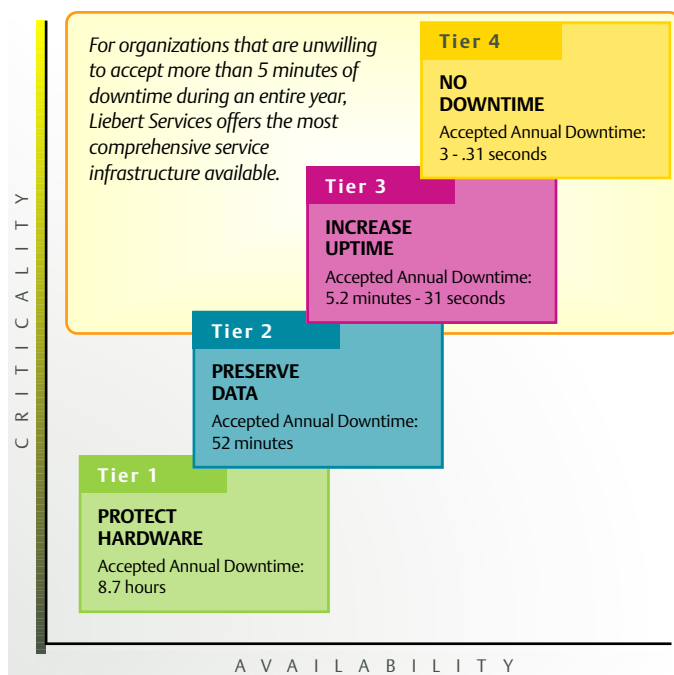 For organizations that are unwilling
to accept more than 5 minutes of
downtime during an entire year,
Liebert Services offers the most
comprehensive service
infrastructure available.
Tier 4
NO
DOWNTIME
Accepted Annual Downtime:
3 - .31 seconds
Tier 3
INCREASE
UPTIME
Accepted Annual Downtime:
5.2 minutes - 31 seconds
Tier 2
PRESERVE
DATA
Accepted Annual Downtime:
52 minutes
Tier 1
PROTECT
HARDWARE
Accepted Annual Downtime:
8.7 hours
CRITICALITY
AVAILABILITY